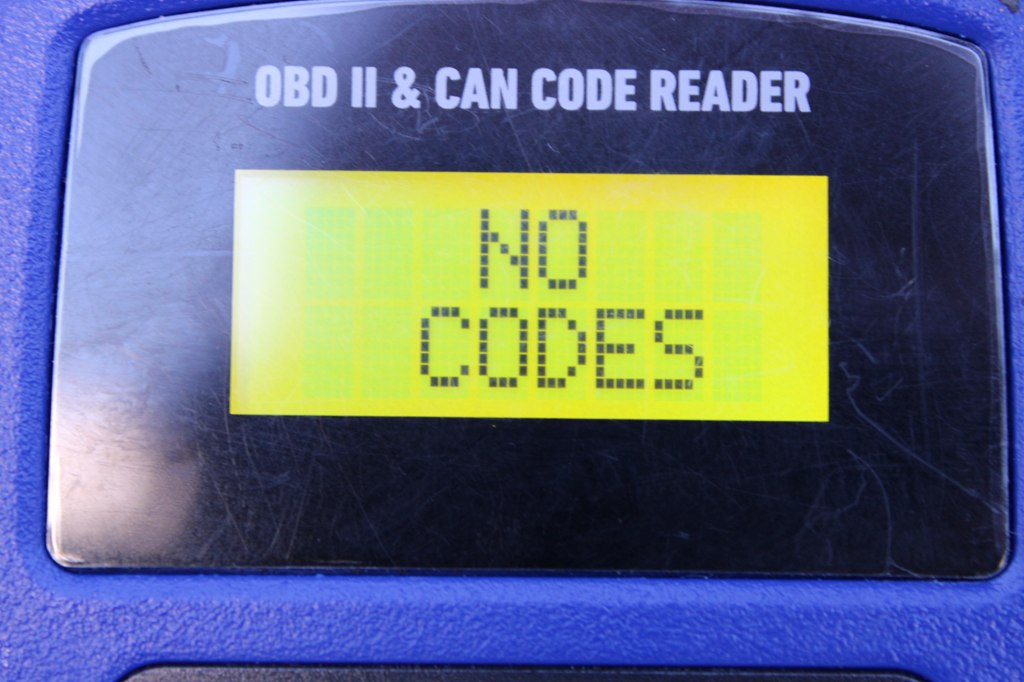 OBD II & CAN CODE READER
NO
CODES